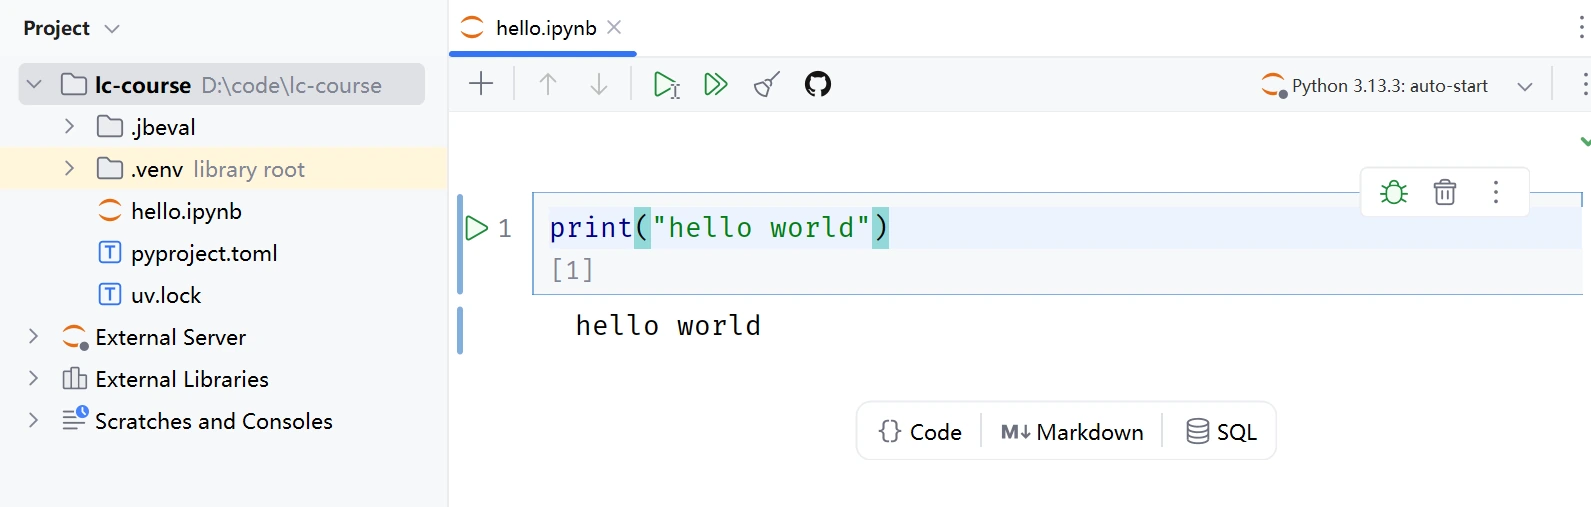 Project
lc-course D:\code\lc-course
.jbeval
.venv library root
hello.ipynb
pyproject.toml
uv.lock
External Server
External Libraries
Scratches and Consoles
hello.ipynb
Python 3.13.3: auto-start
1 print("hello world")
[1]
hello world
{} Code M↓ Markdown SQL